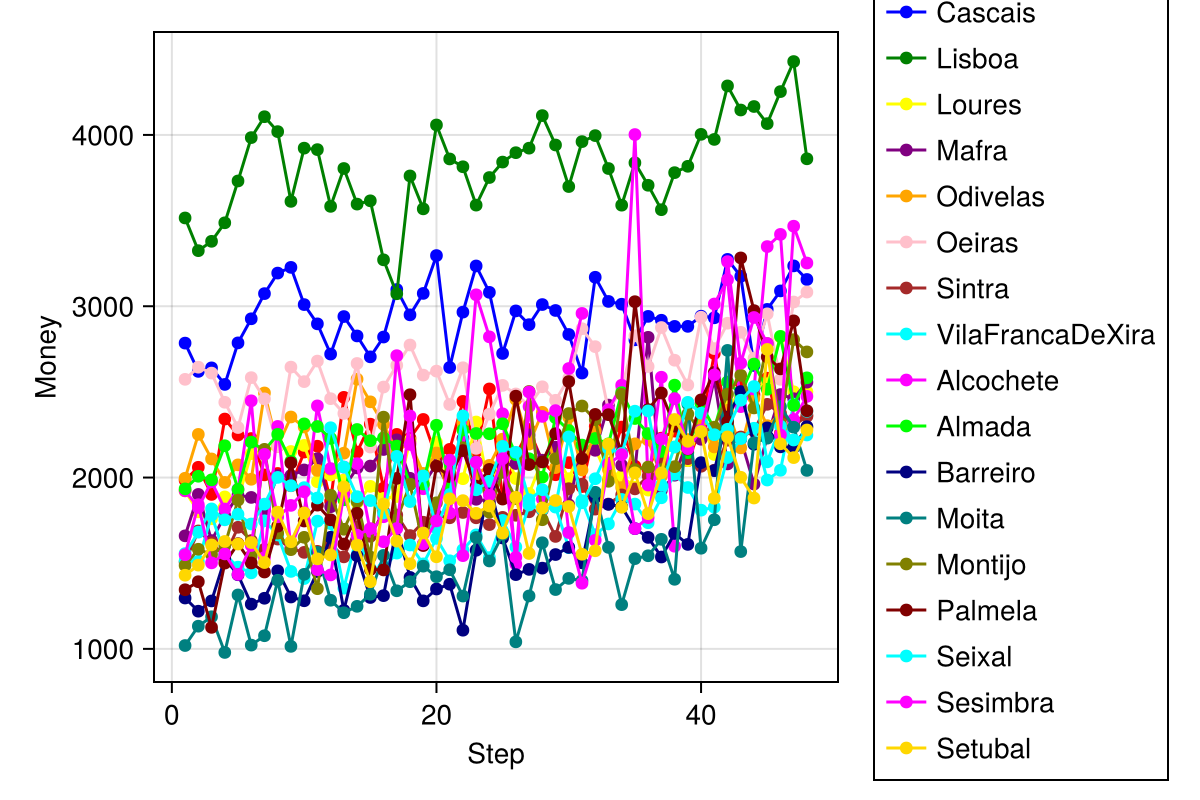 Money
4000
3000
2000
1000
0
20
40
Step
Cascais
Lisboa
Loures
Mafra
Odivelas
Oeiras
Sintra
VilaFrancaDeXira
Alcochete
Almada
Barreiro
Moita
Montijo
Palmela
Seixal
Sesimbra
Setubal